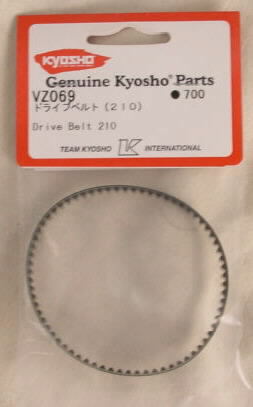 KYOSHO
Genuine Kyosho® Parts
VZ069 ●700
ドライブベルト(210)
Drive Belt 210
TEAM KYOSHO K INTERNATIONAL